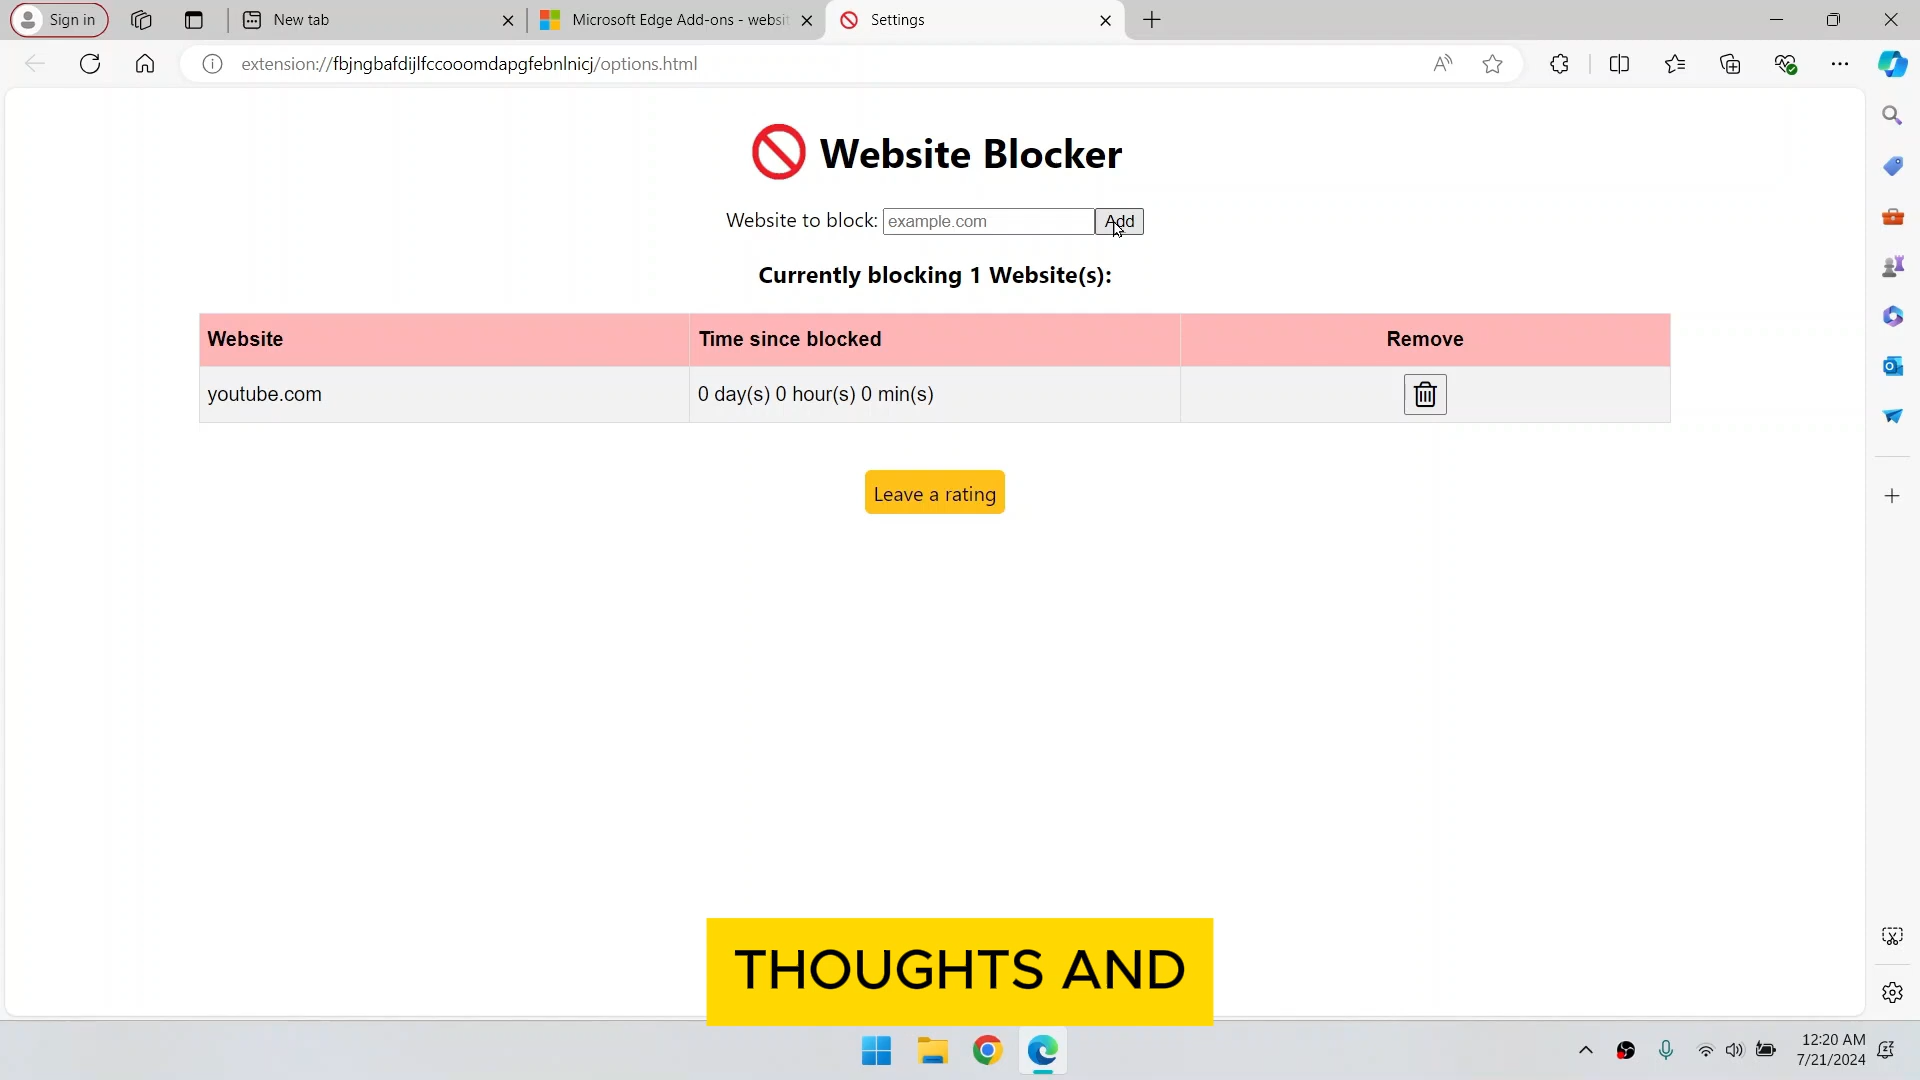 Sign in
New tab
Microsoft Edge Add-ons - websit
Settings
extension://fbjngbafdijlfccooomdapgfebnlnicj/options.html
Website Blocker
Website to block: example.com Add
Currently blocking 1 Website(s):
Website Time since blocked Remove
youtube.com 0 day(s) 0 hour(s) 0 min(s)
Leave a rating
THOUGHTS AND
12:20 AM
7/21/2024